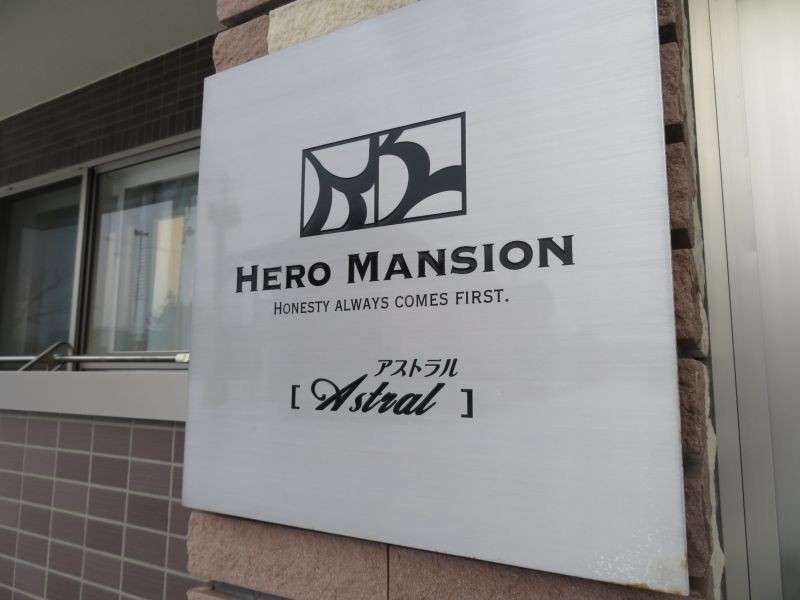 HERO MANSION
HONESTY ALWAYS COMES FIRST.
アストラル
[ Astral ]